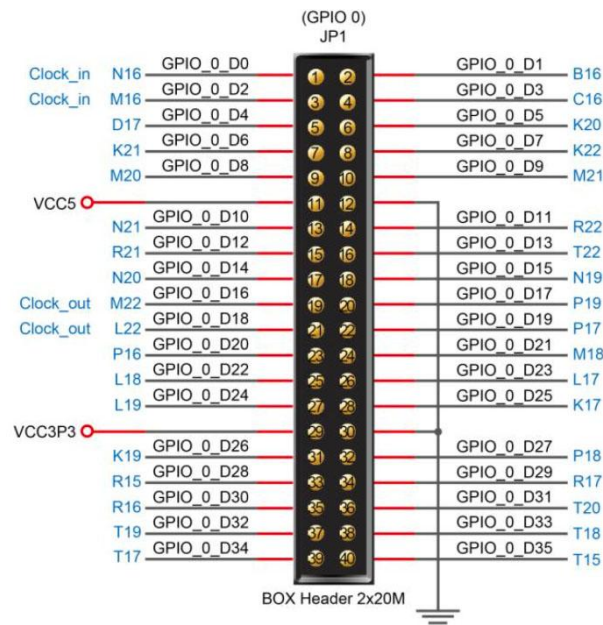 (GPIO 0)
JP1
Clock_in N16 GPIO_0_D0 1 2 GPIO_0_D1 B16
Clock_in M16 GPIO_0_D2 3 4 GPIO_0_D3 C16
D17 GPIO_0_D4 5 6 GPIO_0_D5 K20
K21 GPIO_0_D6 7 8 GPIO_0_D7 K22
M20 GPIO_0_D8 9 10 GPIO_0_D9 M21
VCC5 11 12
N21 GPIO_0_D10 13 14 GPIO_0_D11 R22
R21 GPIO_0_D12 15 16 GPIO_0_D13 T22
N20 GPIO_0_D14 17 18 GPIO_0_D15 N19
Clock_out M22 GPIO_0_D16 19 20 GPIO_0_D17 P19
Clock_out L22 GPIO_0_D18 21 22 GPIO_0_D19 P17
P16 GPIO_0_D20 23 24 GPIO_0_D21 M18
L18 GPIO_0_D22 25 26 GPIO_0_D23 L17
L19 GPIO_0_D24 27 28 GPIO_0_D25 K17
VCC3P3 29 30
K19 GPIO_0_D26 31 32 GPIO_0_D27 P18
R15 GPIO_0_D28 33 34 GPIO_0_D29 R17
R16 GPIO_0_D30 35 36 GPIO_0_D31 T20
T19 GPIO_0_D32 37 38 GPIO_0_D33 T18
T17 GPIO_0_D34 39 40 GPIO_0_D35 T15
BOX Header 2x20M